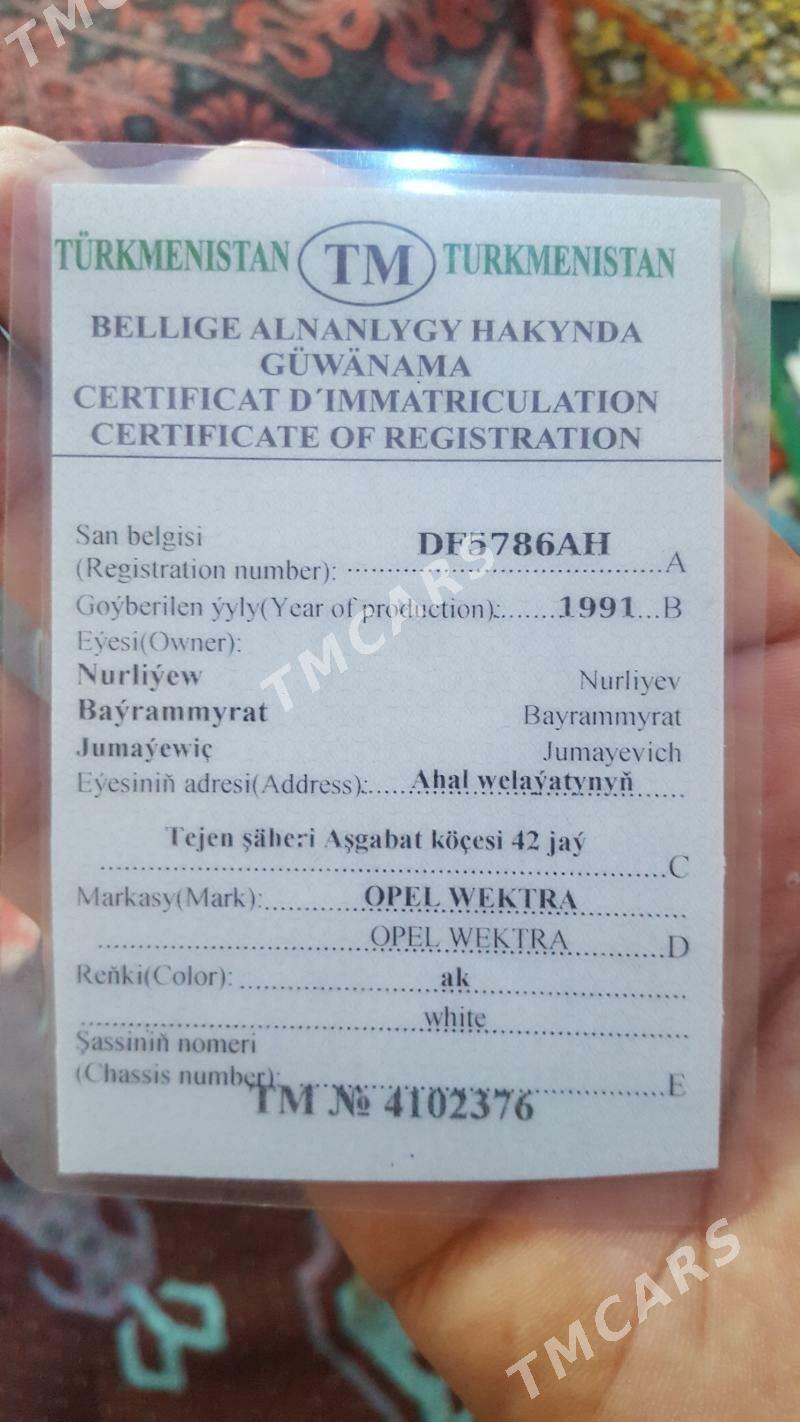 TMCARS
TÜRKMENISTAN TM TURKMENISTAN
BELLIGE ALNANLYGY HAKYNDA
GÜWÄNAMA
CERTIFICAT D´IMMATRICULATION
CERTIFICATE OF REGISTRATION
San belgisi
(Registration number): DF5786AH A
Goýberilen ýyly(Year of production): 1991 B
Eýesi(Owner):
Nurliýew Nurliyev
Baýrammyrat Bayrammyrat
Jumaýewiç Jumayevich
Eýesiniň adresi(Address): Ahal welaýatynyň
Tejen şäheri Aşgabat köçesi 42 jaý
C
Markasy(Mark): OPEL WEKTRA
OPEL WEKTRA D
Reňki(Color): ak
white
Şassiniň nomeri
(Chassis number): E
TM № 4102376
TMCARS
TMCARS